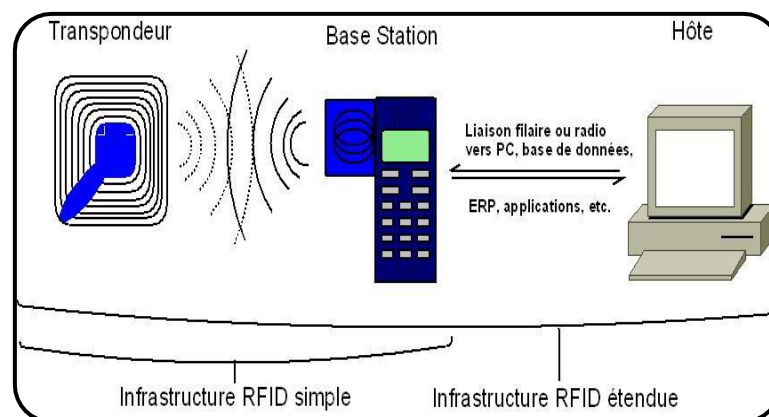 Transpondeur
Base Station
Hôte
Liaison filaire ou radio
vers PC, base de données,
ERP, applications, etc.
Infrastructure RFID simple
Infrastructure RFID étendue